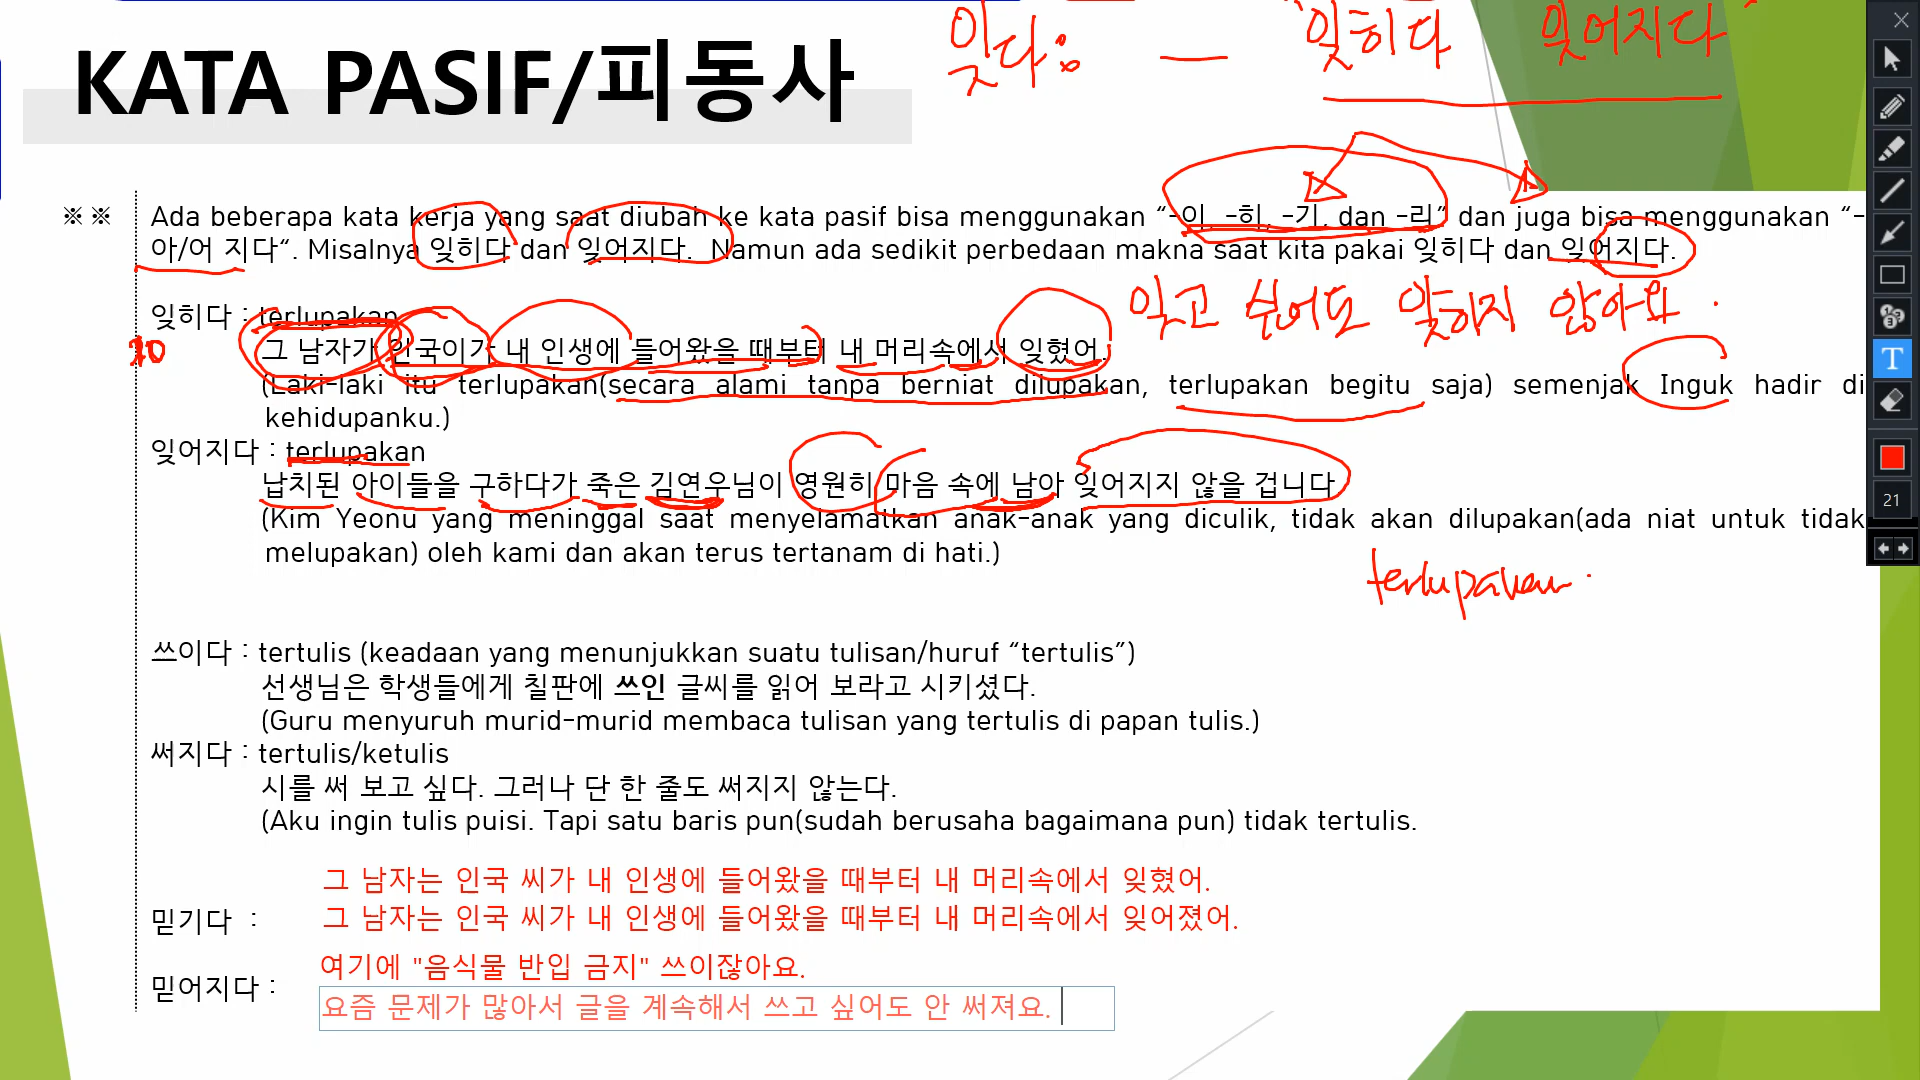 KATA PASIF/피동사
잊다: — "잊히다 잊어지다"
※※ Ada beberapa kata kerja yang saat diubah ke kata pasif bisa menggunakan “-이, -히, -기, dan -리” dan juga bisa menggunakan “-
아/어 지다“. Misalnya 잊히다 dan 잊어지다. Namun ada sedikit perbedaan makna saat kita pakai 잊히다 dan 잊어지다.
잊고 싶어도 잊히지 않아요.
잊히다 : terlupakan
그 남자가 인국이가 내 인생에 들어왔을 때부터 내 머리속에서 잊혔어.
(Laki-laki itu terlupakan(secara alami tanpa berniat dilupakan, terlupakan begitu saja) semenjak Inguk hadir di
kehidupanku.)
잊어지다 : terlupakan
납치된 아이들을 구하다가 죽은 김연우님이 영원히 마음 속에 남아 잊어지지 않을 겁니다
(Kim Yeonu yang meninggal saat menyelamatkan anak-anak yang diculik, tidak akan dilupakan(ada niat untuk tidak
melupakan) oleh kami dan akan terus tertanam di hati.)
terlupakan.
쓰이다 : tertulis (keadaan yang menunjukkan suatu tulisan/huruf “tertulis”)
선생님은 학생들에게 칠판에 쓰인 글씨를 읽어 보라고 시키셨다.
(Guru menyuruh murid-murid membaca tulisan yang tertulis di papan tulis.)
써지다 : tertulis/ketulis
시를 써 보고 싶다. 그러나 단 한 줄도 써지지 않는다.
(Aku ingin tulis puisi. Tapi satu baris pun(sudah berusaha bagaimana pun) tidak tertulis.
그 남자는 인국 씨가 내 인생에 들어왔을 때부터 내 머리속에서 잊혔어.
믿기다 :
그 남자는 인국 씨가 내 인생에 들어왔을 때부터 내 머리속에서 잊어졌어.
여기에 "음식물 반입 금지" 쓰이잖아요.
믿어지다 :
요즘 문제가 많아서 글을 계속해서 쓰고 싶어도 안 써져요.
T
21